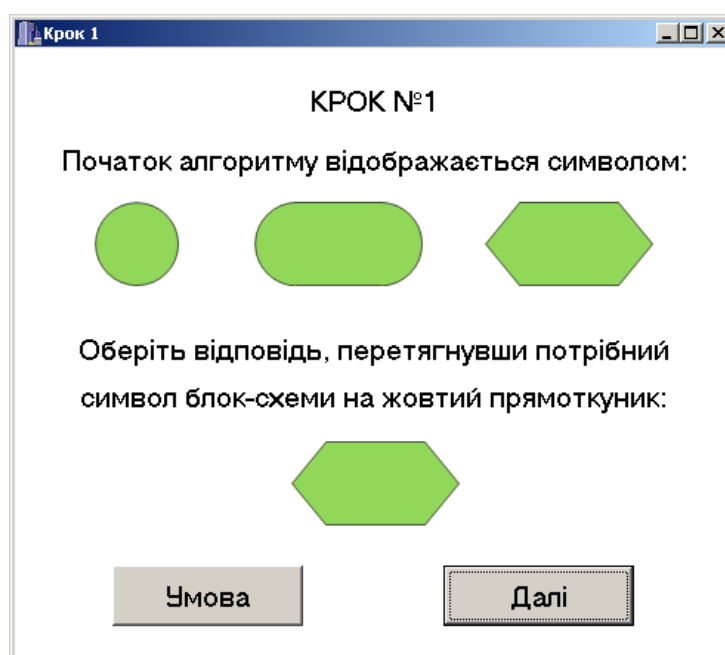 Крок 1
КРОК №1
Початок алгоритму відображається символом:
Оберіть відповідь, перетягнувши потрібний
символ блок-схеми на жовтий прямоткуник:
Умова
Далі